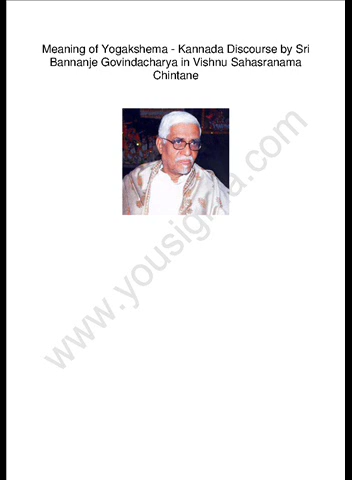 Meaning of Yogakshema - Kannada Discourse by Sri
Bannanje Govindacharya in Vishnu Sahasranama
Chintane
www.yousigma.com